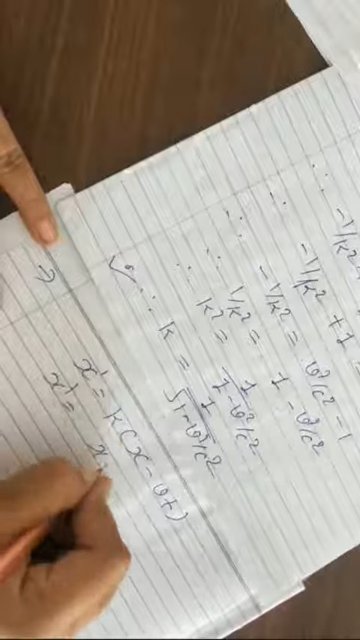 ∴ -1/k²
∴ -1/k² + 1 =
∴ -1/k² = v²/c² - 1
∴ 1/k² = 1 - v²/c²
∴ k² = 1/1-v²/c²
✓ ∴ k = 1/√1-v²/c²
x' = k(x - vt)
⇒ x' = x